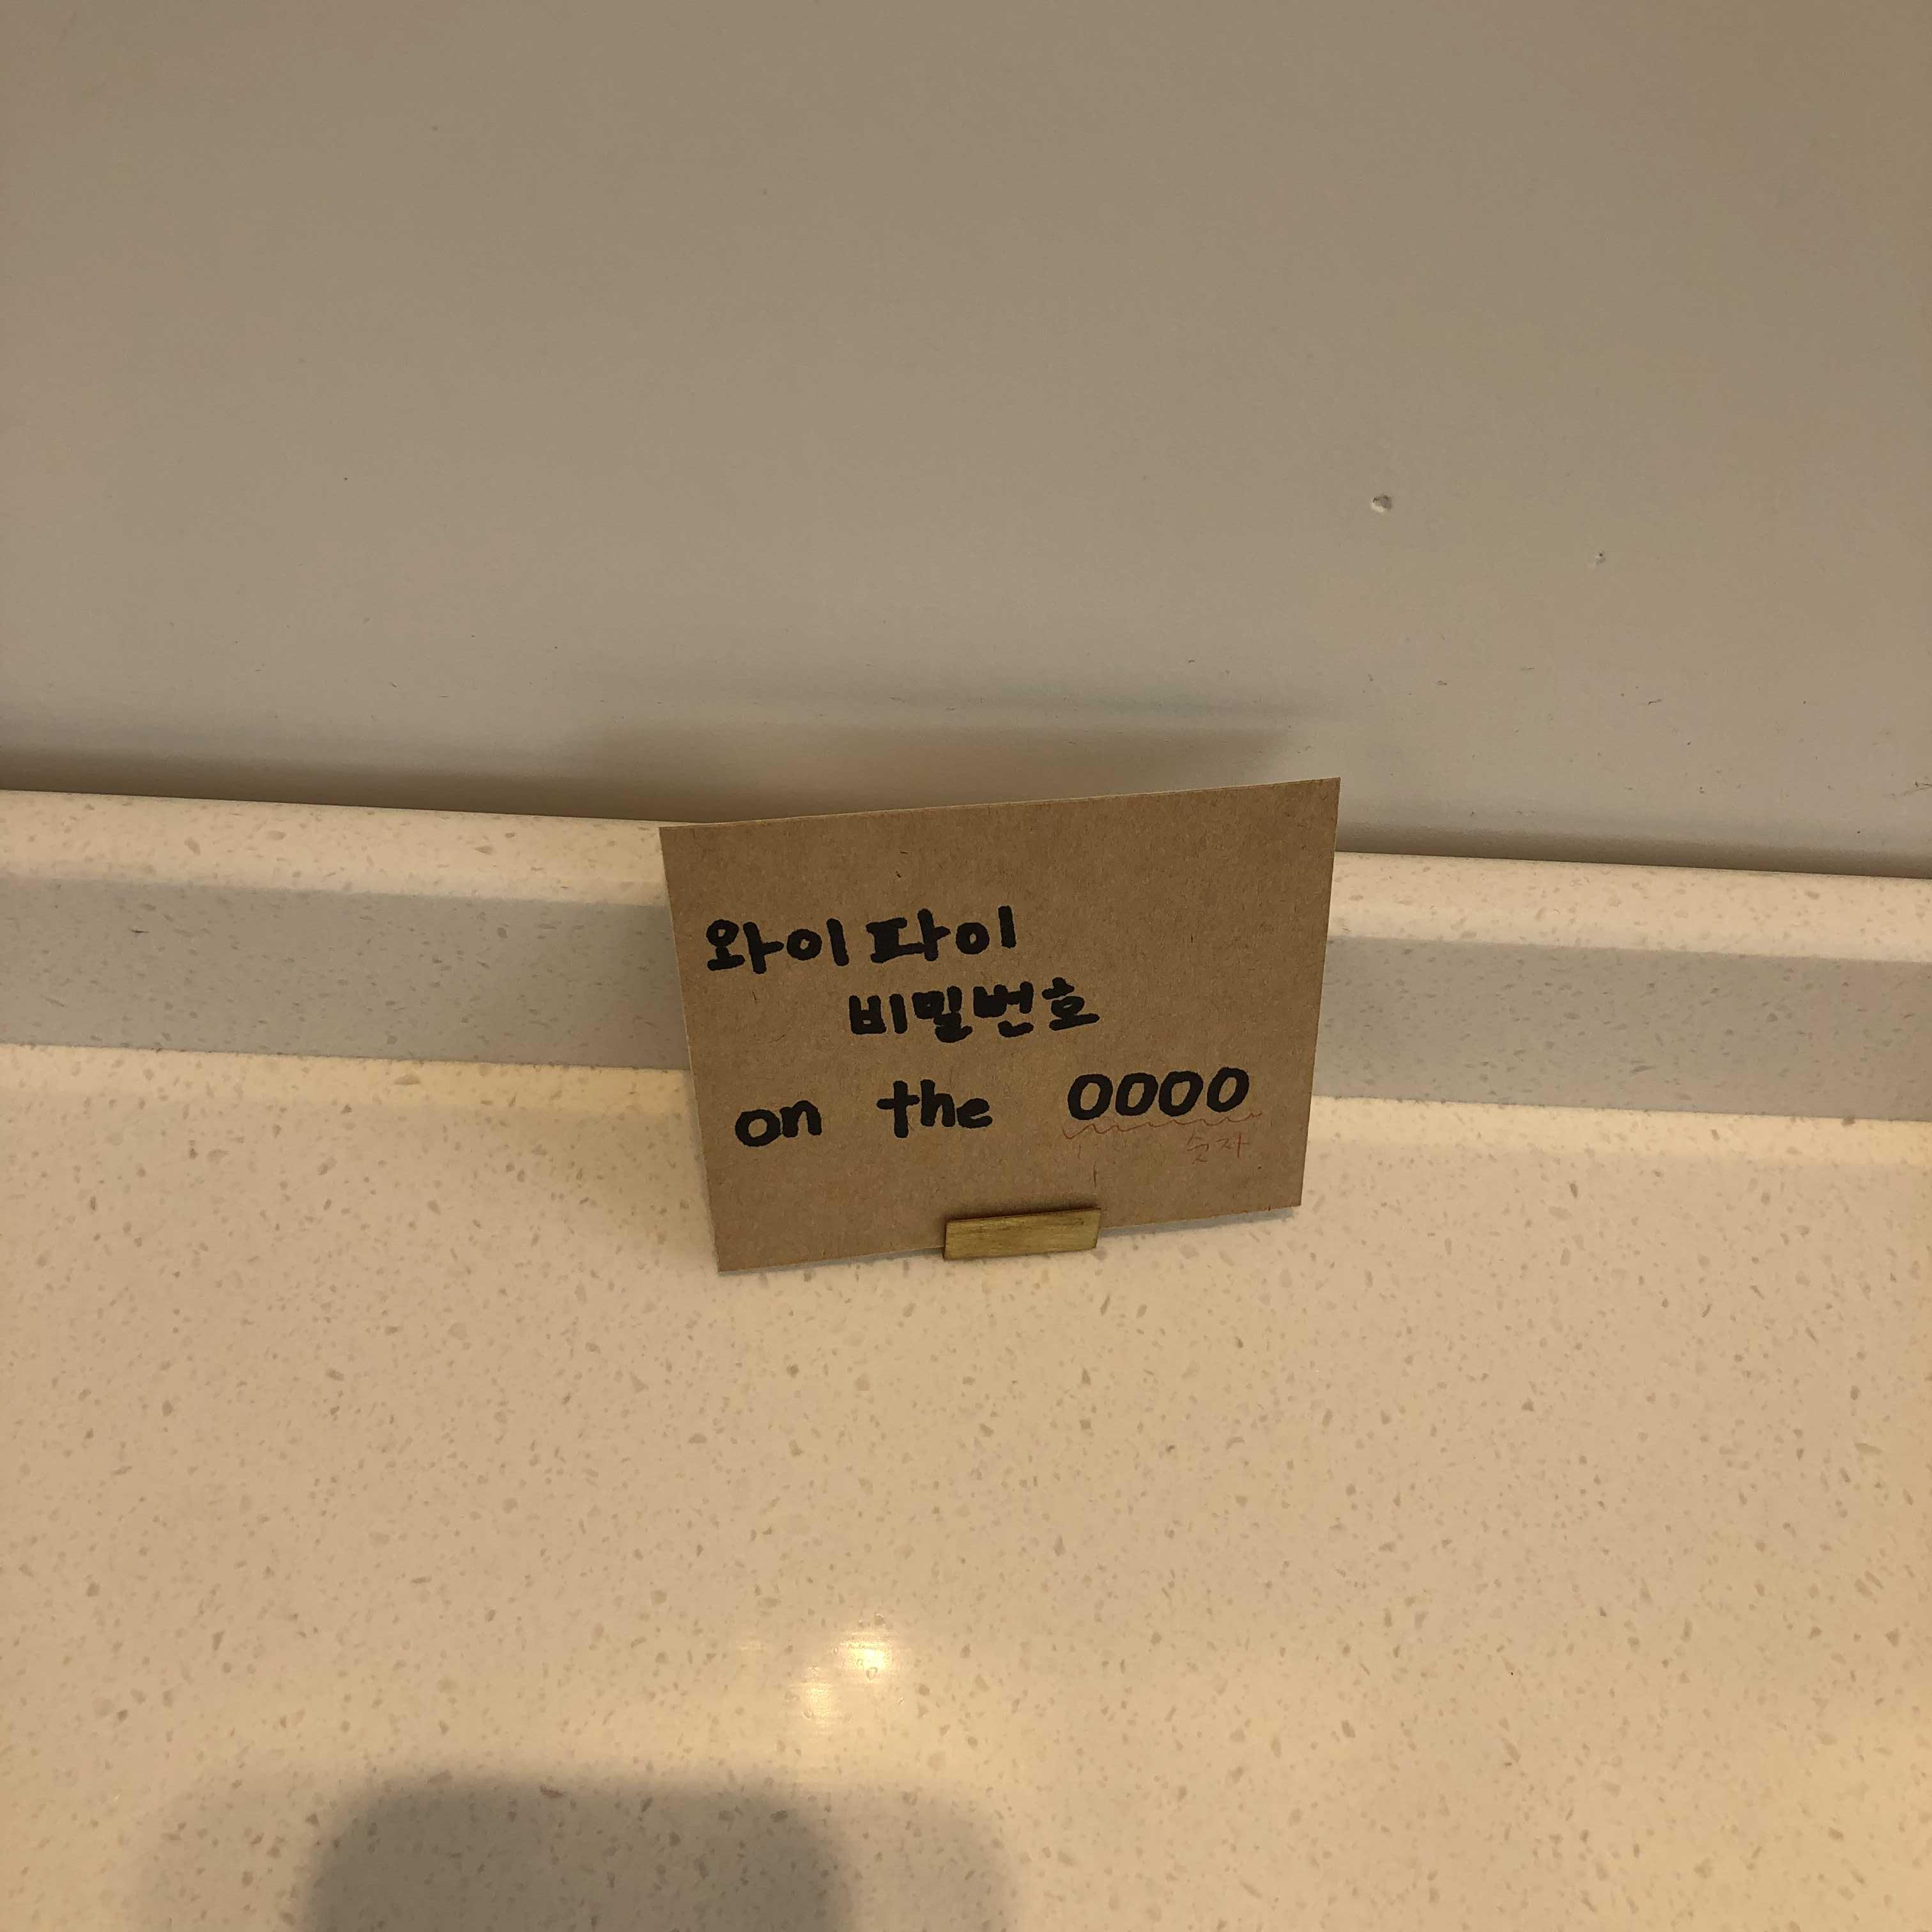 와이파이
비밀번호
on the 0000
숫자